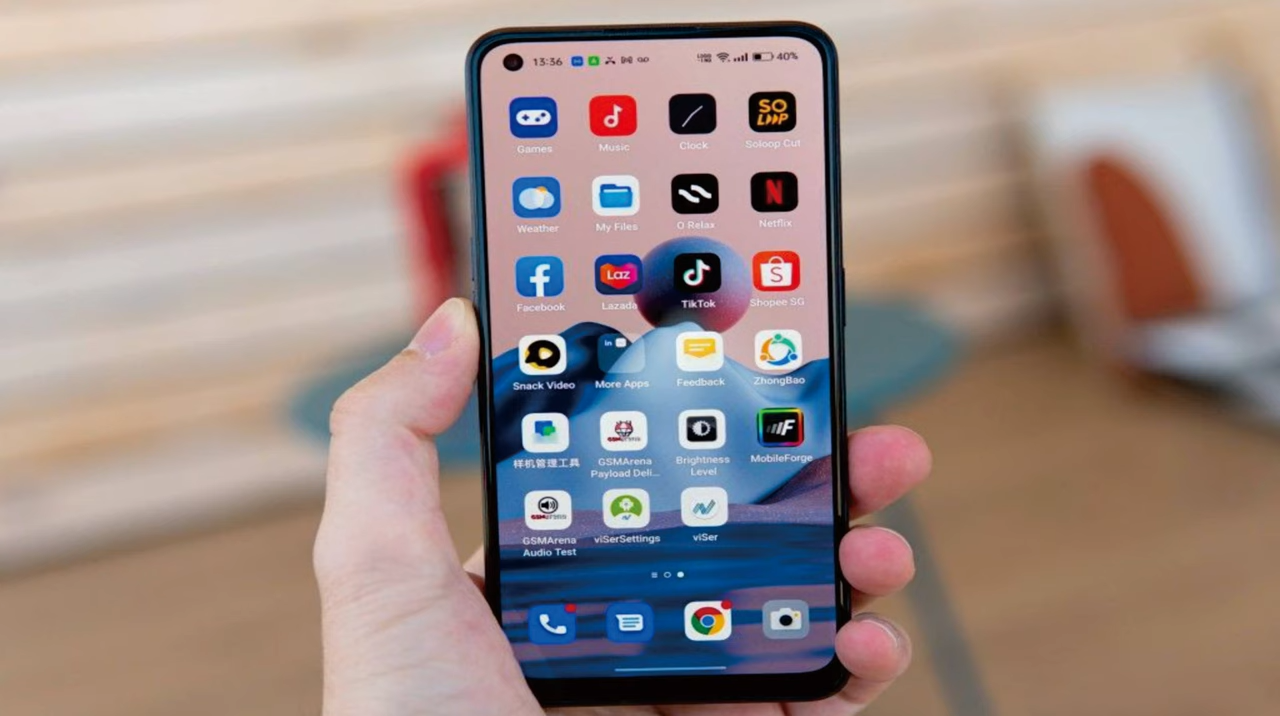 13:36 40%
Games Music Clock SO LOOP Soloop Cut
Weather My Files O Relax N Netflix
f Facebook Laz Lazada TikTok S Shopee SG
Snack Video in More Apps Feedback ZhongBao
样机管理工具 GSMArena Payload Deli... Brightness Level F MobileForge
GSMArena Audio Test viSerSettings viSer